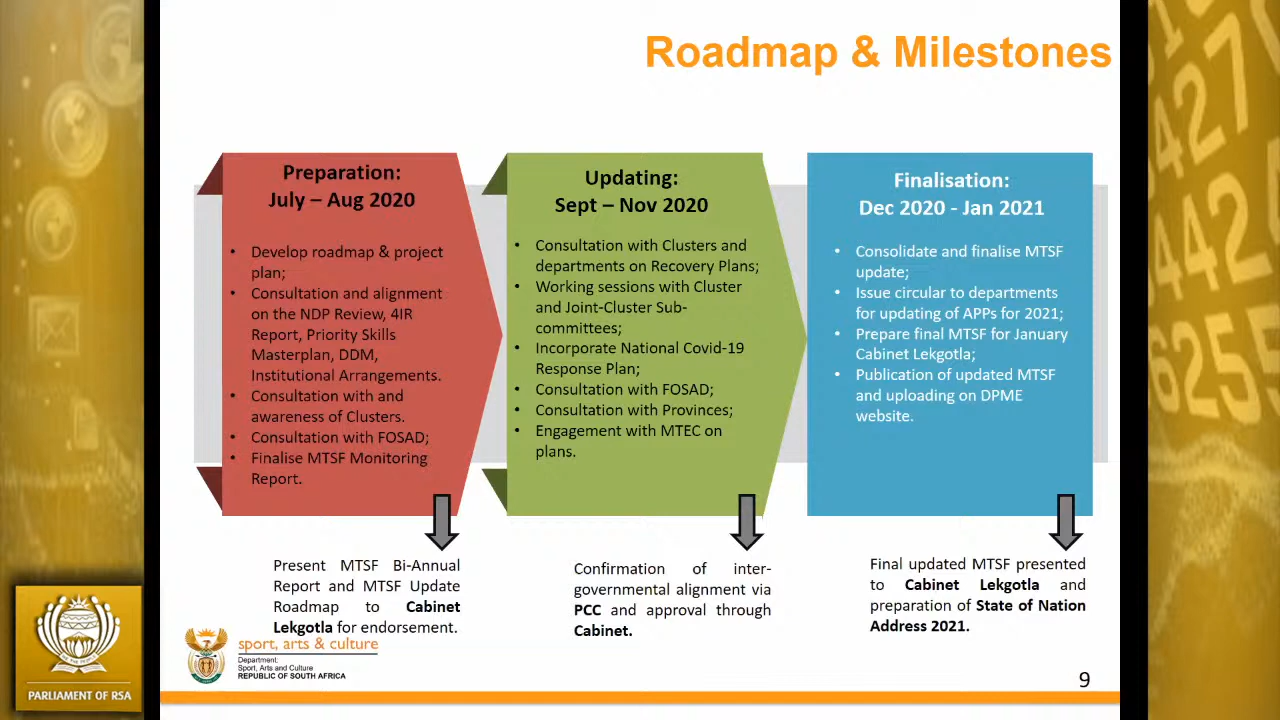 Roadmap & Milestones
Preparation:
July – Aug 2020
• Develop roadmap & project
plan;
• Consultation and alignment
on the NDP Review, 4IR
Report, Priority Skills
Masterplan, DDM,
Institutional Arrangements.
• Consultation with and
awareness of Clusters.
• Consultation with FOSAD;
• Finalise MTSF Monitoring
Report.
Present MTSF Bi-Annual
Report and MTSF Update
Roadmap to Cabinet
Lekgotla for endorsement.
Updating:
Sept – Nov 2020
• Consultation with Clusters and
departments on Recovery Plans;
• Working sessions with Cluster
and Joint-Cluster Sub-
committees;
• Incorporate National Covid-19
Response Plan;
• Consultation with FOSAD;
• Consultation with Provinces;
• Engagement with MTEC on
plans.
Confirmation of inter-
governmental alignment via
PCC and approval through
Cabinet.
Finalisation:
Dec 2020 - Jan 2021
• Consolidate and finalise MTSF
update;
• Issue circular to departments
for updating of APPs for 2021;
• Prepare final MTSF for January
Cabinet Lekgotla;
• Publication of updated MTSF
and uploading on DPME
website.
Final updated MTSF presented
to Cabinet Lekgotla and
preparation of State of Nation
Address 2021.
sport, arts & culture
Department:
Sport, Arts and Culture
REPUBLIC OF SOUTH AFRICA
9
PARLIAMENT OF RSA